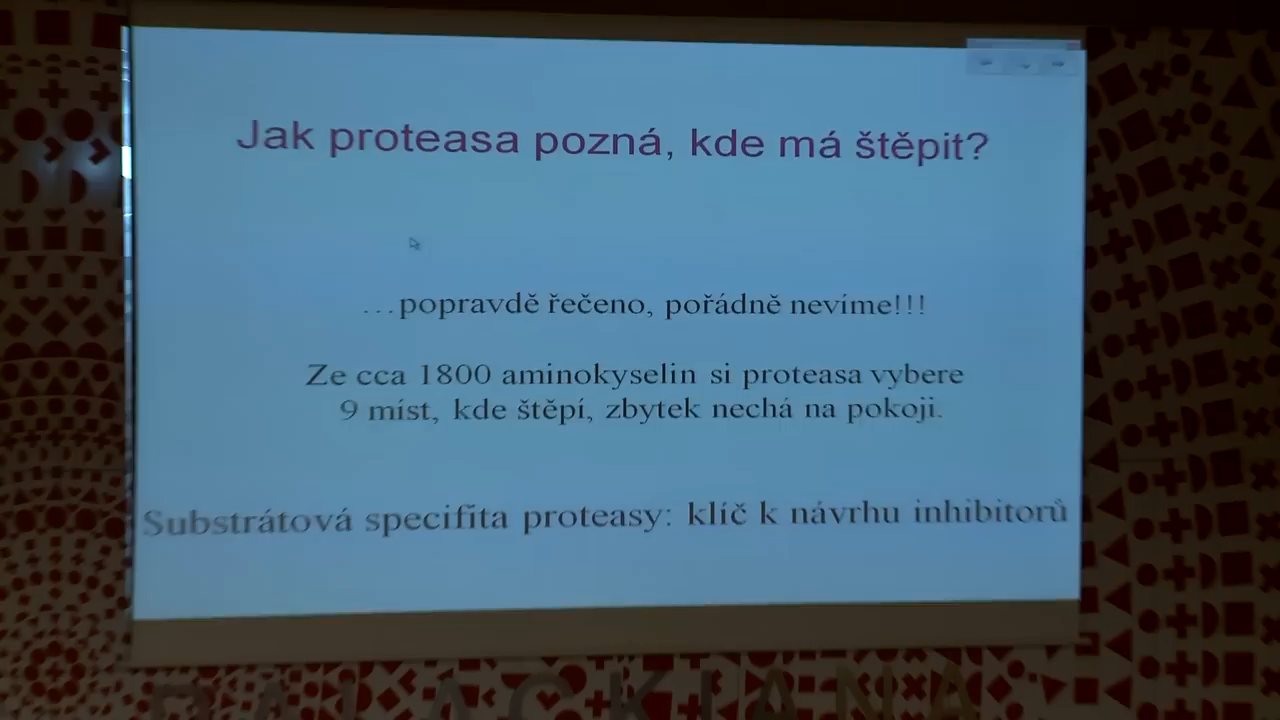 Jak proteasa pozná, kde má štěpit?
…popravdě řečeno, pořádně nevíme!!!
Ze cca 1800 aminokyselin si proteasa vybere
9 míst, kde štěpí, zbytek nechá na pokoji.
Substrátová specifita proteasy: klíč k návrhu inhibitorů
PALACKIANA